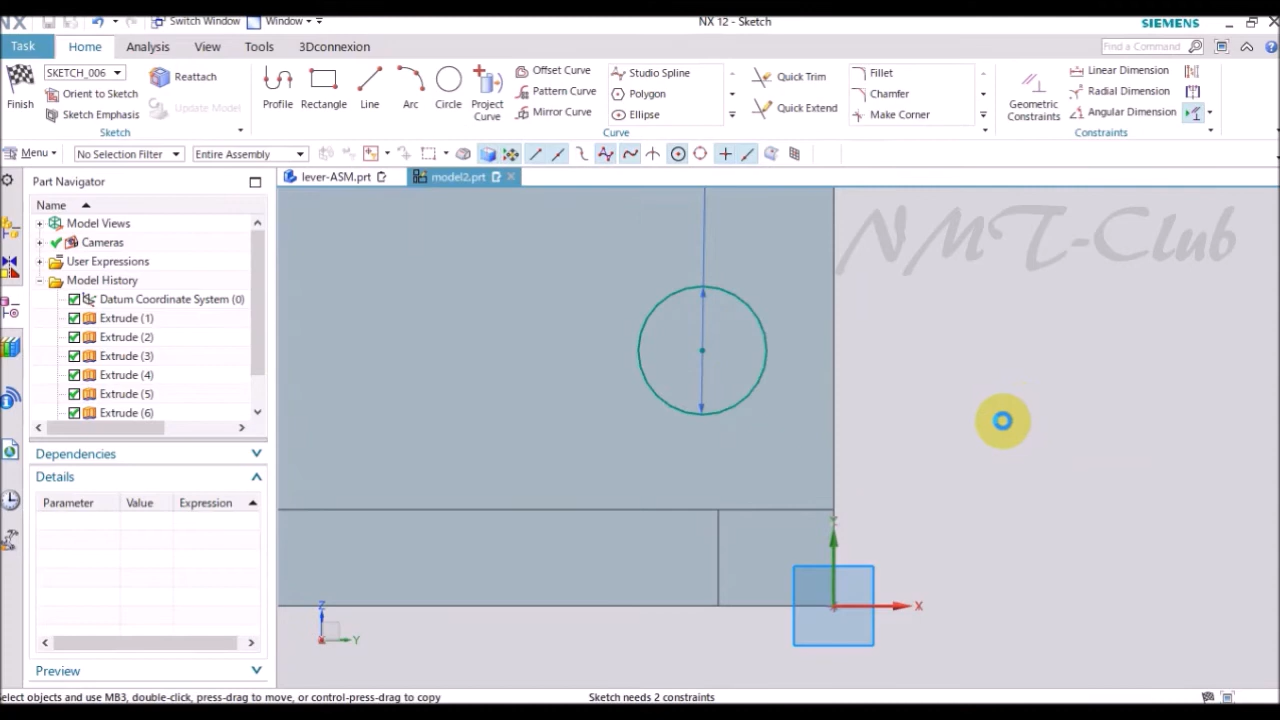 NX
Switch Window
Window
NX 12 - Sketch
SIEMENS
Task
Home
Analysis
View
Tools
3Dconnexion
Find a Command
SKETCH_006
Reattach
Finish
Orient to Sketch
Update Model
Sketch Emphasis
Sketch
Profile
Rectangle
Line
Arc
Circle
Project
Curve
Offset Curve
Pattern Curve
Mirror Curve
Studio Spline
Polygon
Ellipse
Quick Trim
Quick Extend
Fillet
Chamfer
Make Corner
Curve
Geometric
Constraints
Linear Dimension
Radial Dimension
Angular Dimension
Constraints
Menu
No Selection Filter
Entire Assembly
Part Navigator
lever-ASM.prt
model2.prt
Name
Model Views
Cameras
User Expressions
Model History
Datum Coordinate System (0)
Extrude (1)
Extrude (2)
Extrude (3)
Extrude (4)
Extrude (5)
Extrude (6)
Dependencies
Details
Parameter Value Expression
Preview
NMT-Club
Y
X
Z
Y
elect objects and use MB3, double-click, press-drag to move, or control-press-drag to copy
Sketch needs 2 constraints